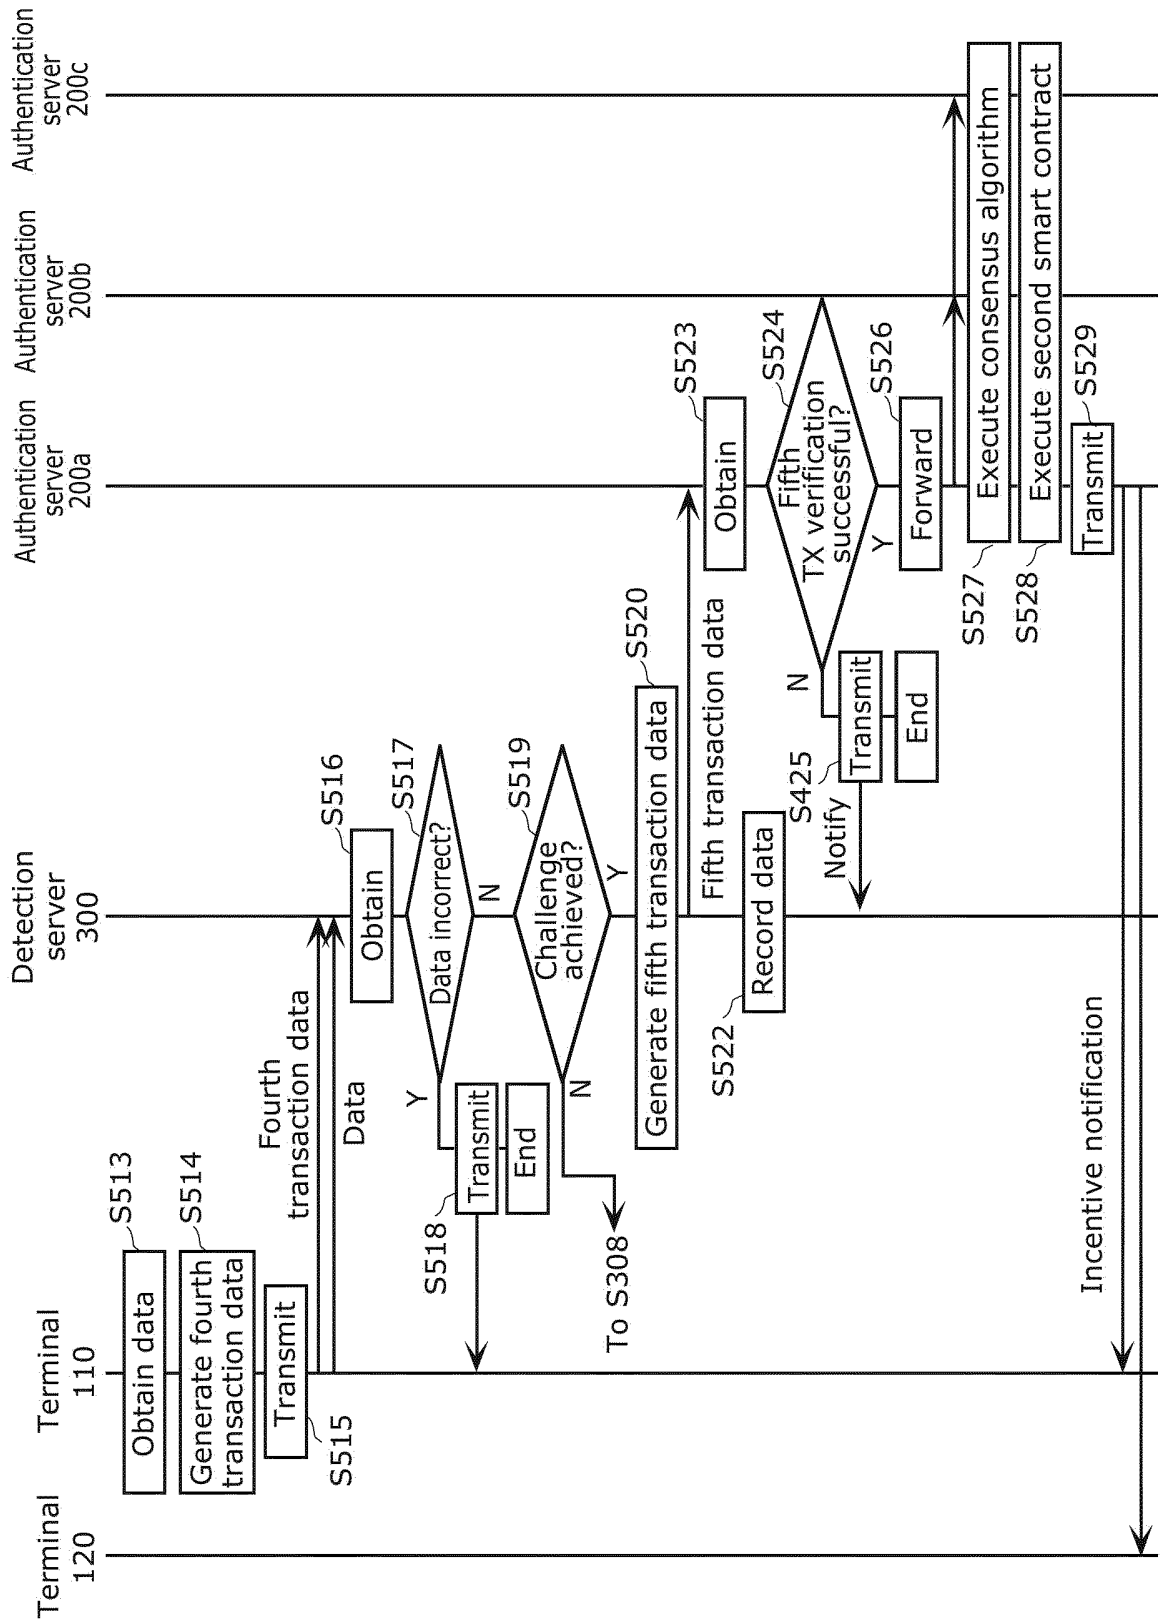 Terminal
120
Terminal
110
Detection
server
300
Authentication
server
200a
Authentication
server
200b
Authentication
server
200c
Obtain data
S513
Generate fourth
transaction data
S514
Transmit
S515
Fourth
transaction data
Data
Obtain
S516
Data incorrect?
S517
Y
N
Transmit
S518
End
Challenge
achieved?
S519
N
Y
To S308
Generate fifth transaction data
S520
Fifth transaction data
Record data
S522
Obtain
S523
Fifth
TX verification
successful?
S524
N
Y
Transmit
S425
Notify
End
Forward
S526
Execute consensus algorithm
S527
Execute second smart contract
S528
Transmit
S529
Incentive notification